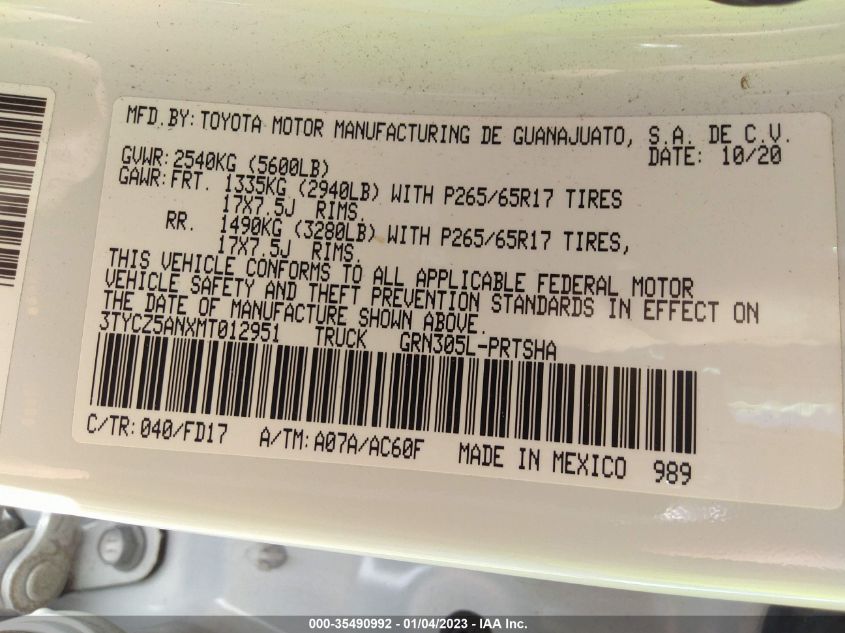 MFD.BY:TOYOTA MOTOR MANUFACTURING DE GUANAJUATO, S.A. DE C.V.
GVWR:2540KG (5600LB) DATE: 10/20
GAWR:FRT. 1335KG (2940LB) WITH P265/65R17 TIRES
17X7.5J RIMS.
RR. 1490KG (3280LB) WITH P265/65R17 TIRES,
17X7.5J RIMS.
THIS VEHICLE CONFORMS TO ALL APPLICABLE FEDERAL MOTOR
VEHICLE SAFETY AND THEFT PREVENTION STANDARDS IN EFFECT ON
THE DATE OF MANUFACTURE SHOWN ABOVE.
3TYCZ5ANXMT012951 TRUCK GRN305L-PRTSHA
C/TR:040/FD17 A/TM:A07A/AC60F MADE IN MEXICO 989
000-35490992 - 01/04/2023 - IAA Inc.